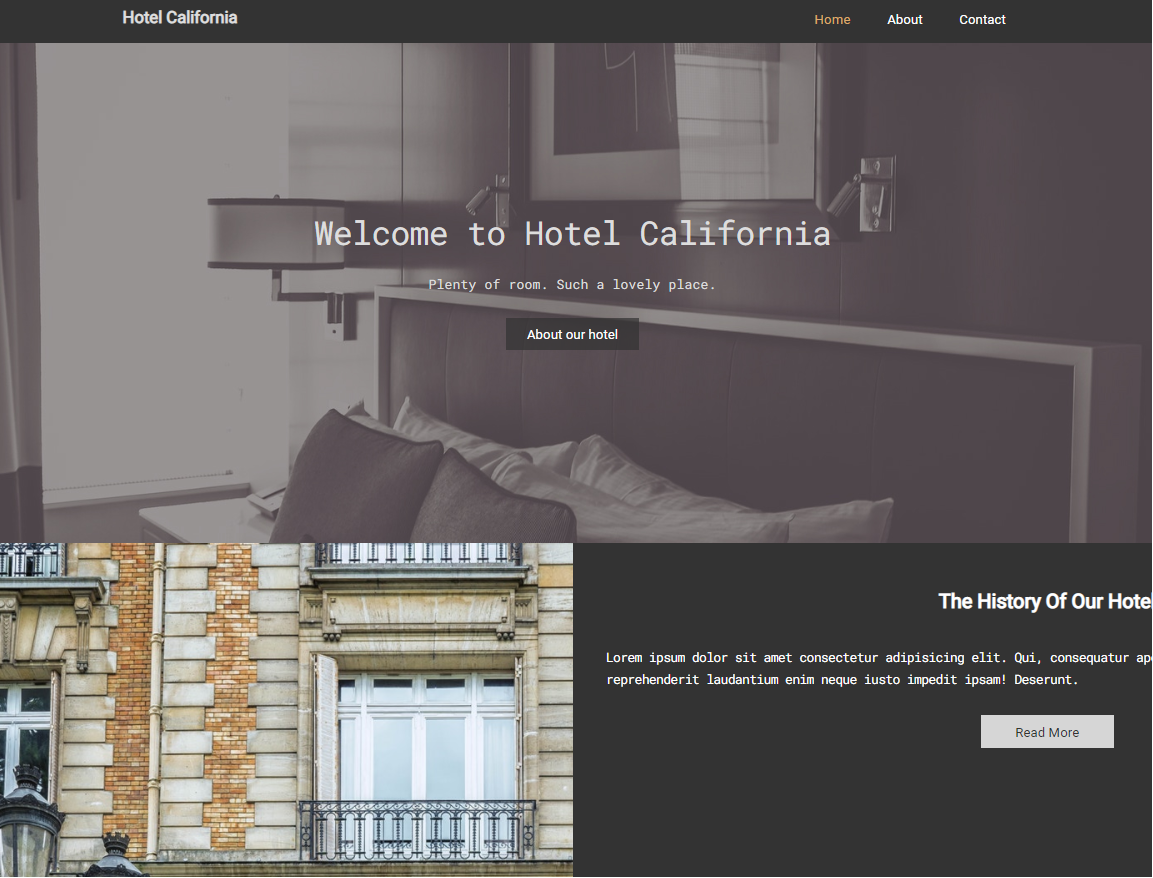 Hotel California
Home About Contact
Welcome to Hotel California
Plenty of room. Such a lovely place.
About our hotel
The History Of Our Hotel
Lorem ipsum dolor sit amet consectetur adipisicing elit. Qui, consequatur
reprehenderit laudantium enim neque iusto impedit ipsam! Deserunt.
Read More